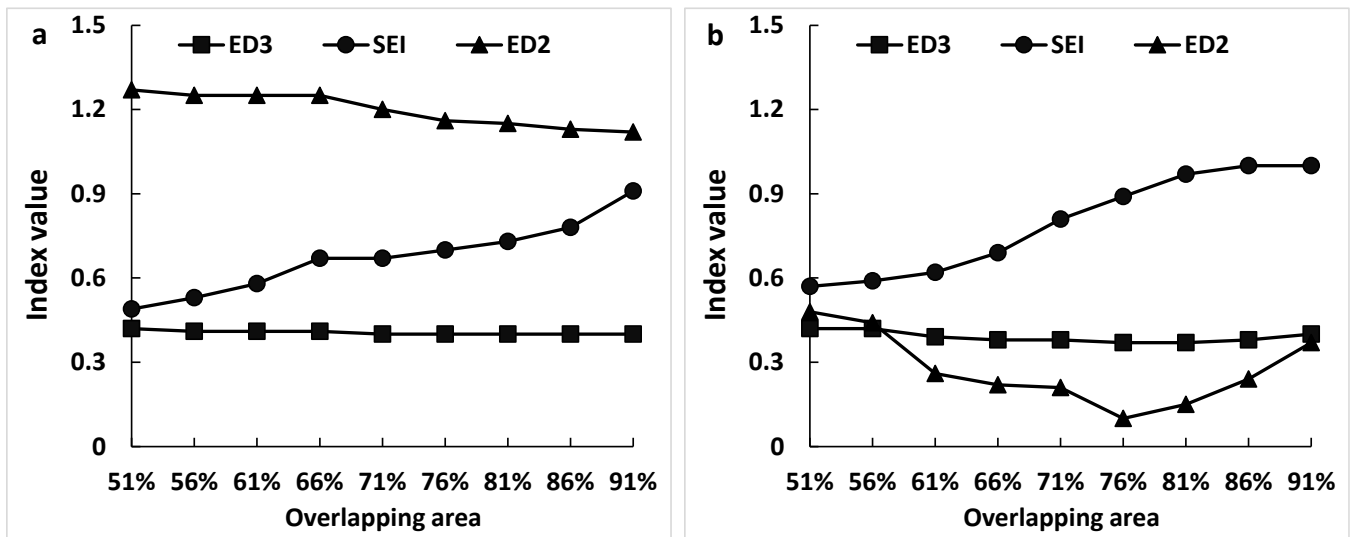 a
ED3 SEI ED2
1.5
1.2
0.9
0.6
0.3
0
Index value
51% 56% 61% 66% 71% 76% 81% 86% 91%
Overlapping area
b
ED3 SEI ED2
1.5
1.2
0.9
0.6
0.3
0
Index value
51% 56% 61% 66% 71% 76% 81% 86% 91%
Overlapping area